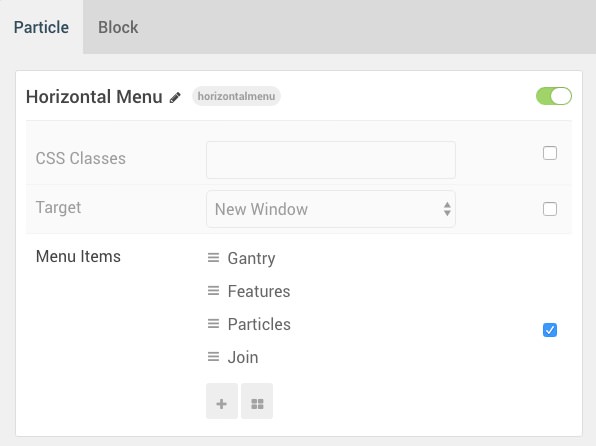 Particle Block
Horizontal Menu horizontalmenu
CSS Classes
Target New Window
Menu Items Gantry
Features
Particles
Join